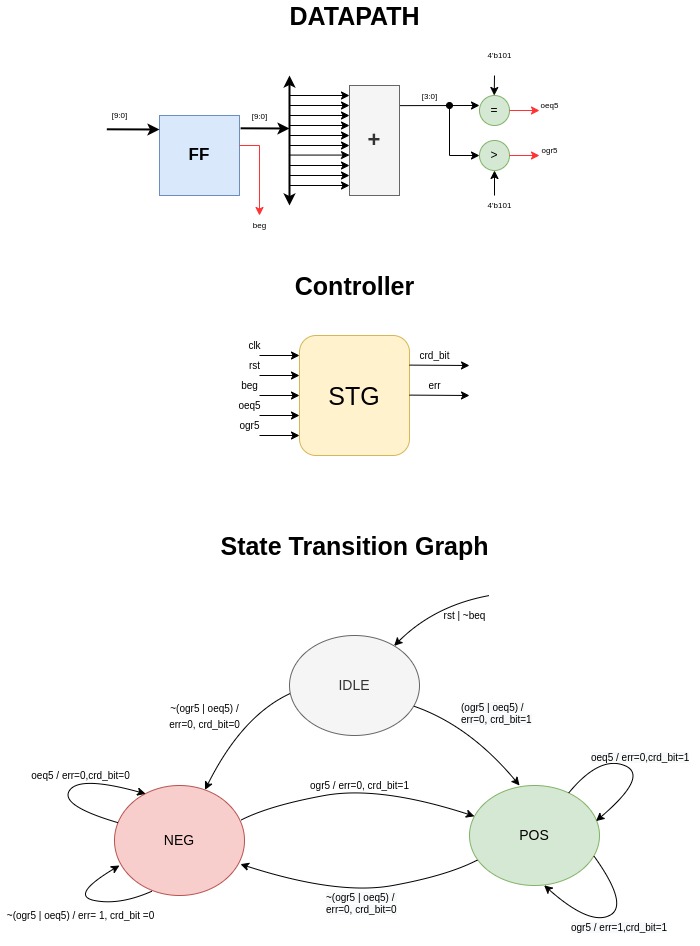 DATAPATH
4'b101
[9:0]
[9:0]
[3:0]
=
oeq5
FF
+
>
ogr5
4'b101
beg
Controller
clk
rst
beg
oeq5
ogr5
STG
crd_bit
err
State Transition Graph
rst | ~beq
IDLE
~(ogr5 | oeq5) /
err=0, crd_bit=0
(ogr5 | oeq5) /
err=0, crd_bit=1
oeq5 / err=0,crd_bit=0
ogr5 / err=0, crd_bit=1
oeq5 / err=0,crd_bit=1
NEG
POS
~(ogr5 | oeq5) /
err=0, crd_bit=0
~(ogr5 | oeq5) / err= 1, crd_bit =0
ogr5 / err=1,crd_bit=1